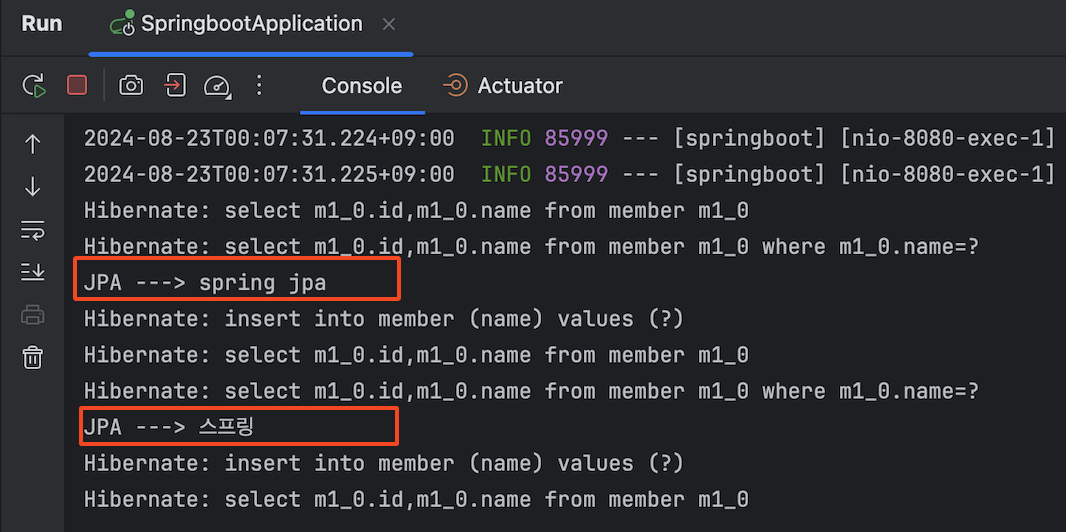 Run SpringbootApplication
Console Actuator
2024-08-23T00:07:31.224+09:00 INFO 85999 --- [springboot] [nio-8080-exec-1]
2024-08-23T00:07:31.225+09:00 INFO 85999 --- [springboot] [nio-8080-exec-1]
Hibernate: select m1_0.id,m1_0.name from member m1_0
Hibernate: select m1_0.id,m1_0.name from member m1_0 where m1_0.name=?
JPA ---> spring jpa
Hibernate: insert into member (name) values (?)
Hibernate: select m1_0.id,m1_0.name from member m1_0
Hibernate: select m1_0.id,m1_0.name from member m1_0 where m1_0.name=?
JPA ---> 스프링
Hibernate: insert into member (name) values (?)
Hibernate: select m1_0.id,m1_0.name from member m1_0